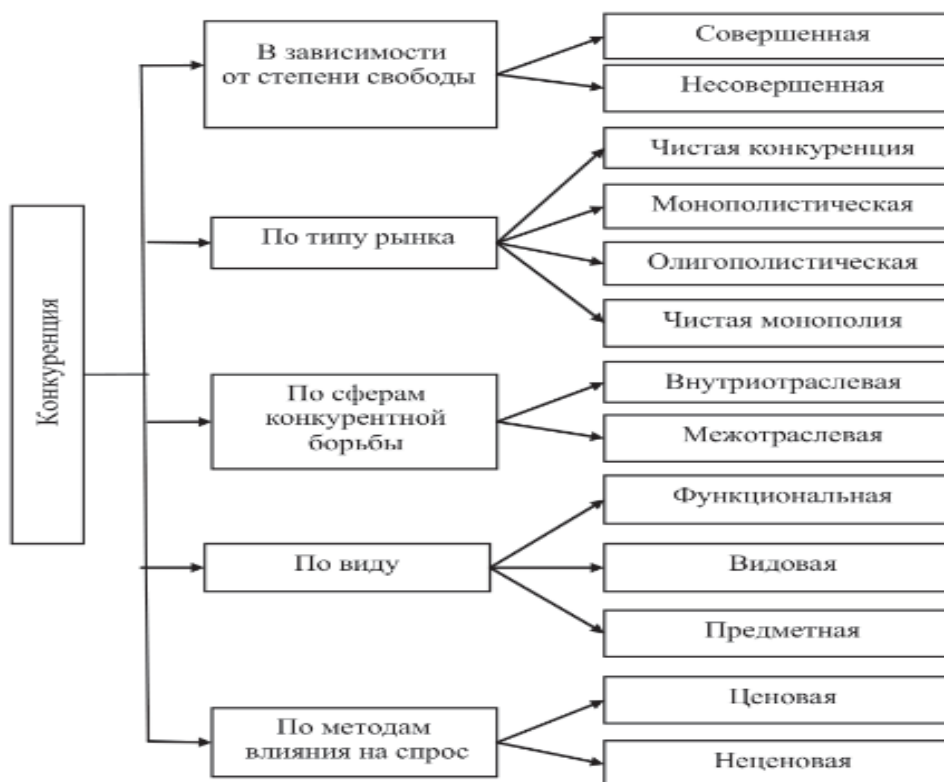 Конкуренция
В зависимости
от степени свободы
Совершенная
Несовершенная
По типу рынка
Чистая конкуренция
Монополистическая
Олигополистическая
Чистая монополия
По сферам
конкурентной
борьбы
Внутриотраслевая
Межотраслевая
По виду
Функциональная
Видовая
Предметная
По методам
влияния на спрос
Ценовая
Неценовая